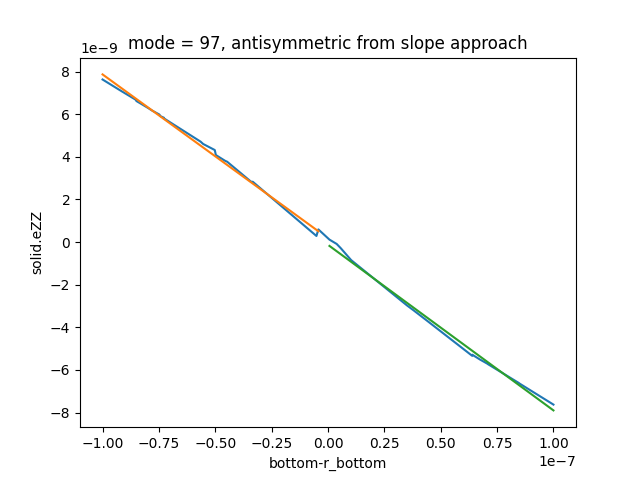 1e−9
mode = 97, antisymmetric from slope approach
8
6
4
2
0
−2
−4
−6
−8
solid.eZZ
−1.00 −0.75 −0.50 −0.25 0.00 0.25 0.50 0.75 1.00
bottom-r_bottom
1e−7